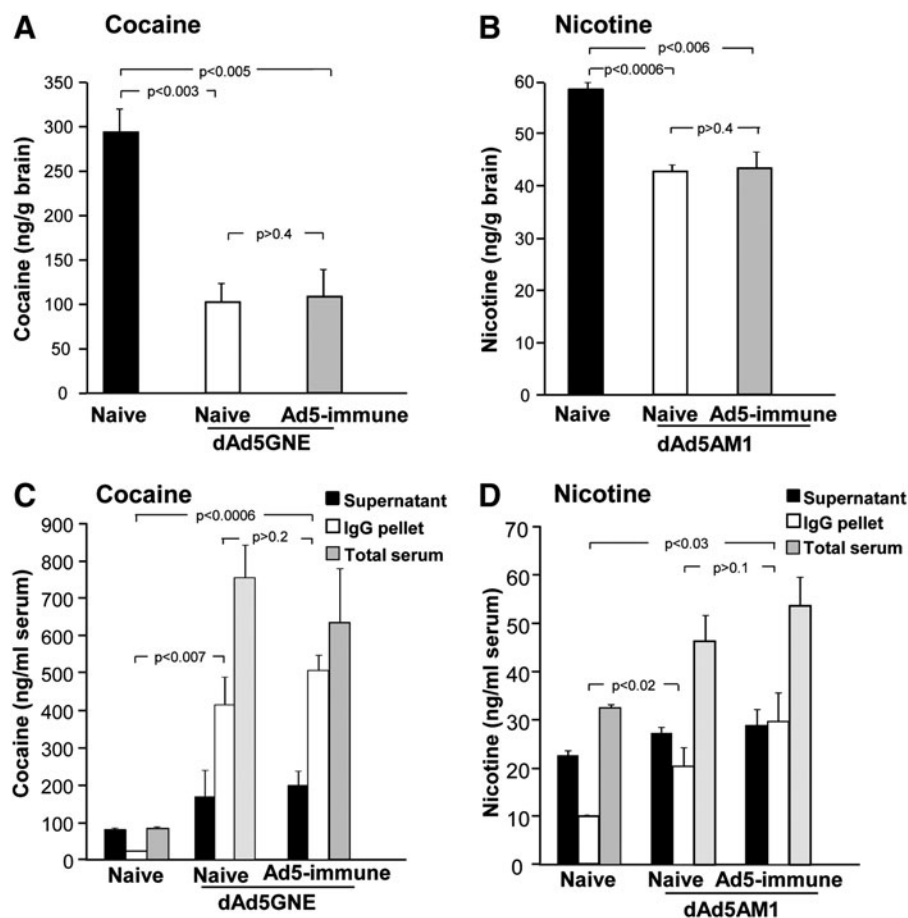 A Cocaine
p<0.005
p<0.003
p>0.4
350
300
250
200
150
100
50
0
Cocaine (ng/g brain)
Naive Naive Ad5-immune
dAd5GNE
B Nicotine
p<0.006
p<0.0006
p>0.4
60
50
40
30
20
10
0
Nicotine (ng/g brain)
Naive Naive Ad5-immune
dAd5AM1
C Cocaine
Supernatant
IgG pellet
Total serum
p<0.0006
p>0.2
p<0.007
900
800
700
600
500
400
300
200
100
0
Cocaine (ng/ml serum)
Naive Naive Ad5-immune
dAd5GNE
D Nicotine
Supernatant
IgG pellet
Total serum
p<0.03
p>0.1
p<0.02
70
60
50
40
30
20
10
0
Nicotine (ng/ml serum)
Naive Naive Ad5-immune
dAd5AM1